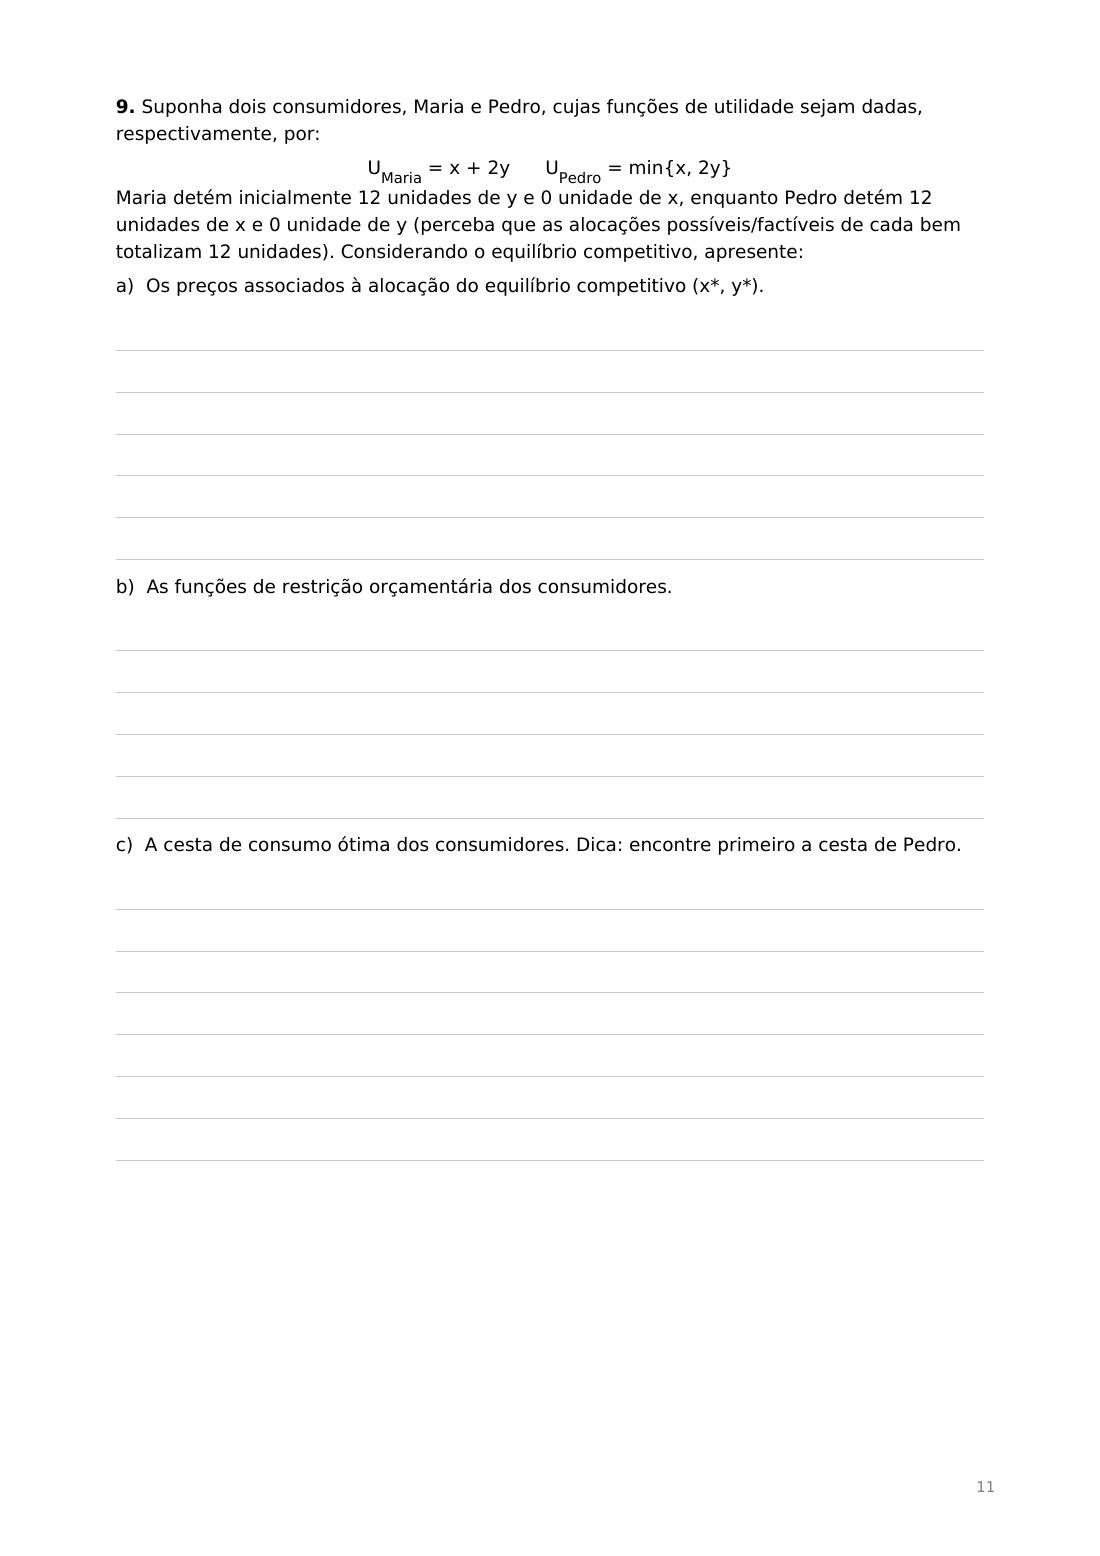 9. Suponha dois consumidores, Maria e Pedro, cujas funções de utilidade sejam dadas,
respectivamente, por:
UMaria = x + 2y UPedro = min{x, 2y}
Maria detém inicialmente 12 unidades de y e 0 unidade de x, enquanto Pedro detém 12
unidades de x e 0 unidade de y (perceba que as alocações possíveis/factíveis de cada bem
totalizam 12 unidades). Considerando o equilíbrio competitivo, apresente:
a) Os preços associados à alocação do equilíbrio competitivo (x*, y*).
b) As funções de restrição orçamentária dos consumidores.
c) A cesta de consumo ótima dos consumidores. Dica: encontre primeiro a cesta de Pedro.
11